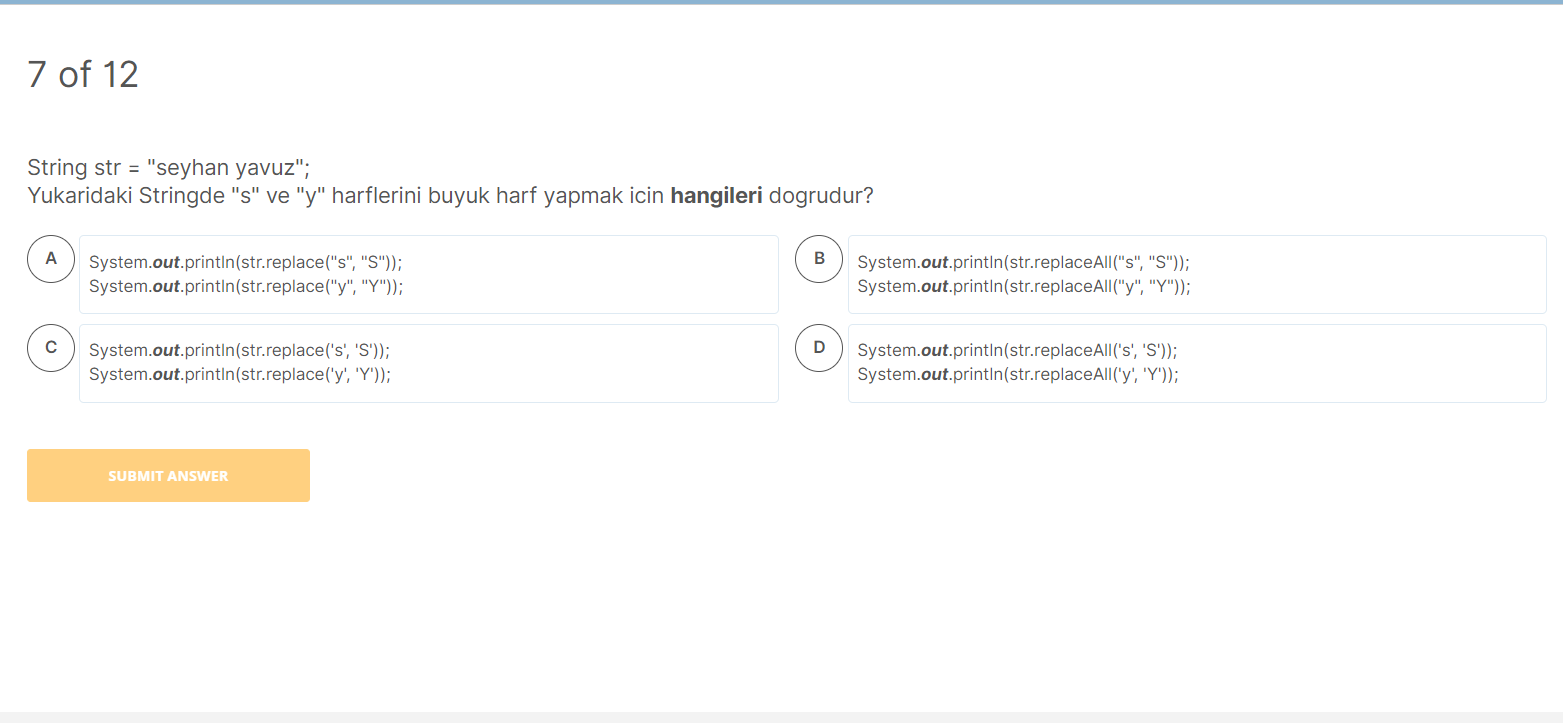 7 of 12
String str = "seyhan yavuz";
Yukaridaki Stringde "s" ve "y" harflerini buyuk harf yapmak icin hangileri dogrudur?
A
System.out.println(str.replace("s", "S"));
System.out.println(str.replace("y", "Y"));
B
System.out.println(str.replaceAll("s", "S"));
System.out.println(str.replaceAll("y", "Y"));
C
System.out.println(str.replace('s', 'S'));
System.out.println(str.replace('y', 'Y'));
D
System.out.println(str.replaceAll('s', 'S'));
System.out.println(str.replaceAll('y', 'Y'));
SUBMIT ANSWER